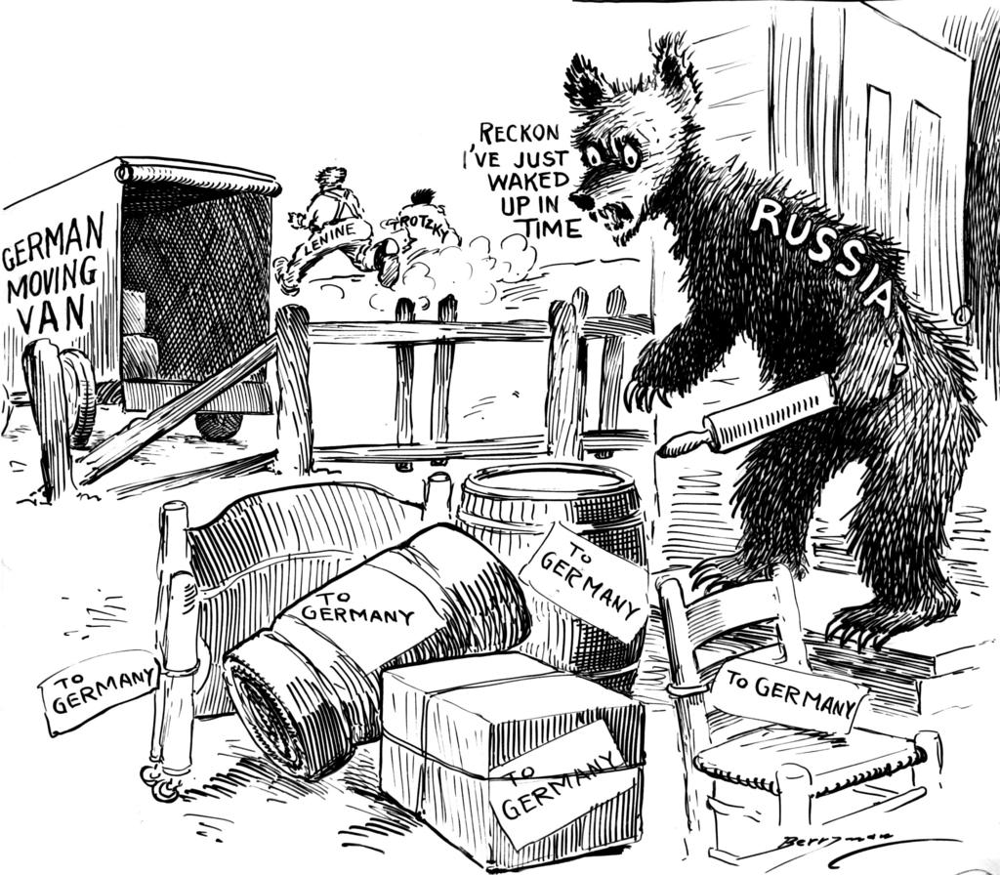 RECKON
I'VE JUST
WAKED
UP IN
TIME
RUSSIA
GERMAN
MOVING
VAN
LENINE
TROTZKY
TO
GERMANY
TO
GERMANY
TO
GERMANY
TO GERMANY
TO
GERMANY
Berryman